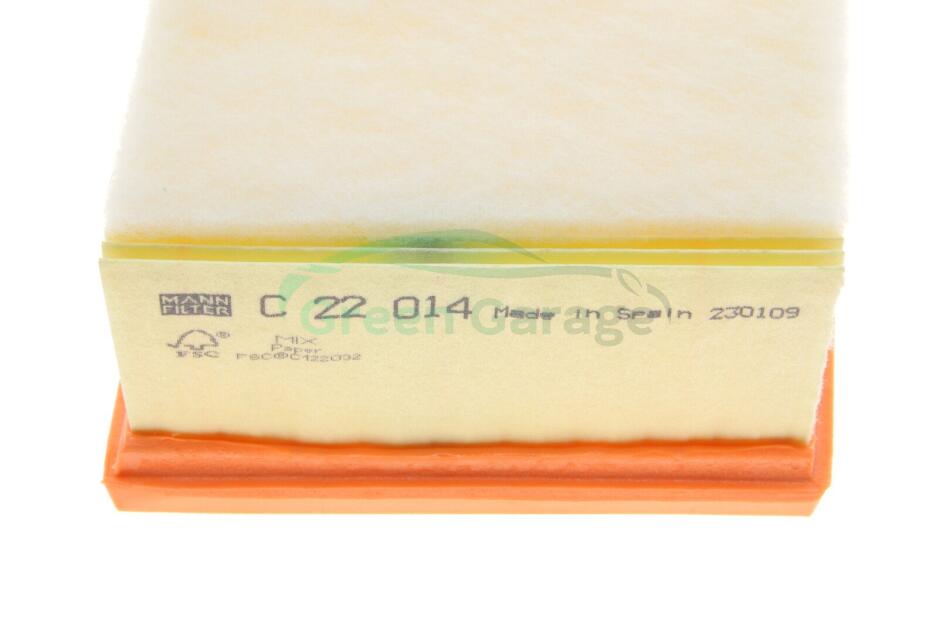 MANN
FILTER
C 22 014 Made in Spain 230109
FSC®
MIX
Paper
FSC®C122032
Green Garage